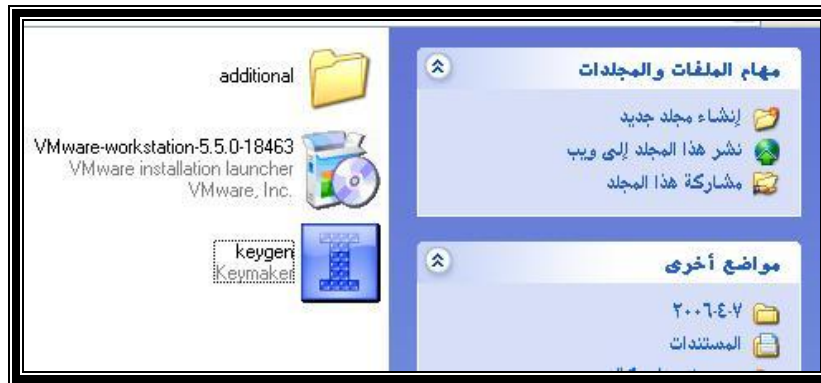 مهام الملفات والمجلدات
إنشاء مجلد جديد
نشر هذا المجلد إلى ويب
مشاركة هذا المجلد
مواضع أخرى
٢٠٠٦-٤-٧
المستندات
additional
VMware-workstation-5.5.0-18463
VMware installation launcher
VMware, Inc.
keygen
Keymaker